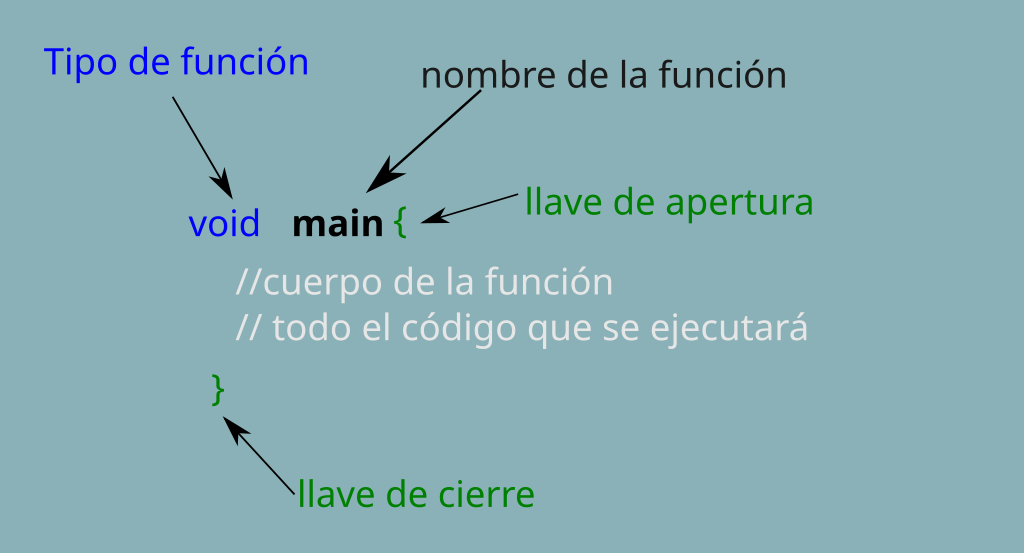 Tipo de función
nombre de la función
llave de apertura
void main {
//cuerpo de la función
// todo el código que se ejecutará
}
llave de cierre